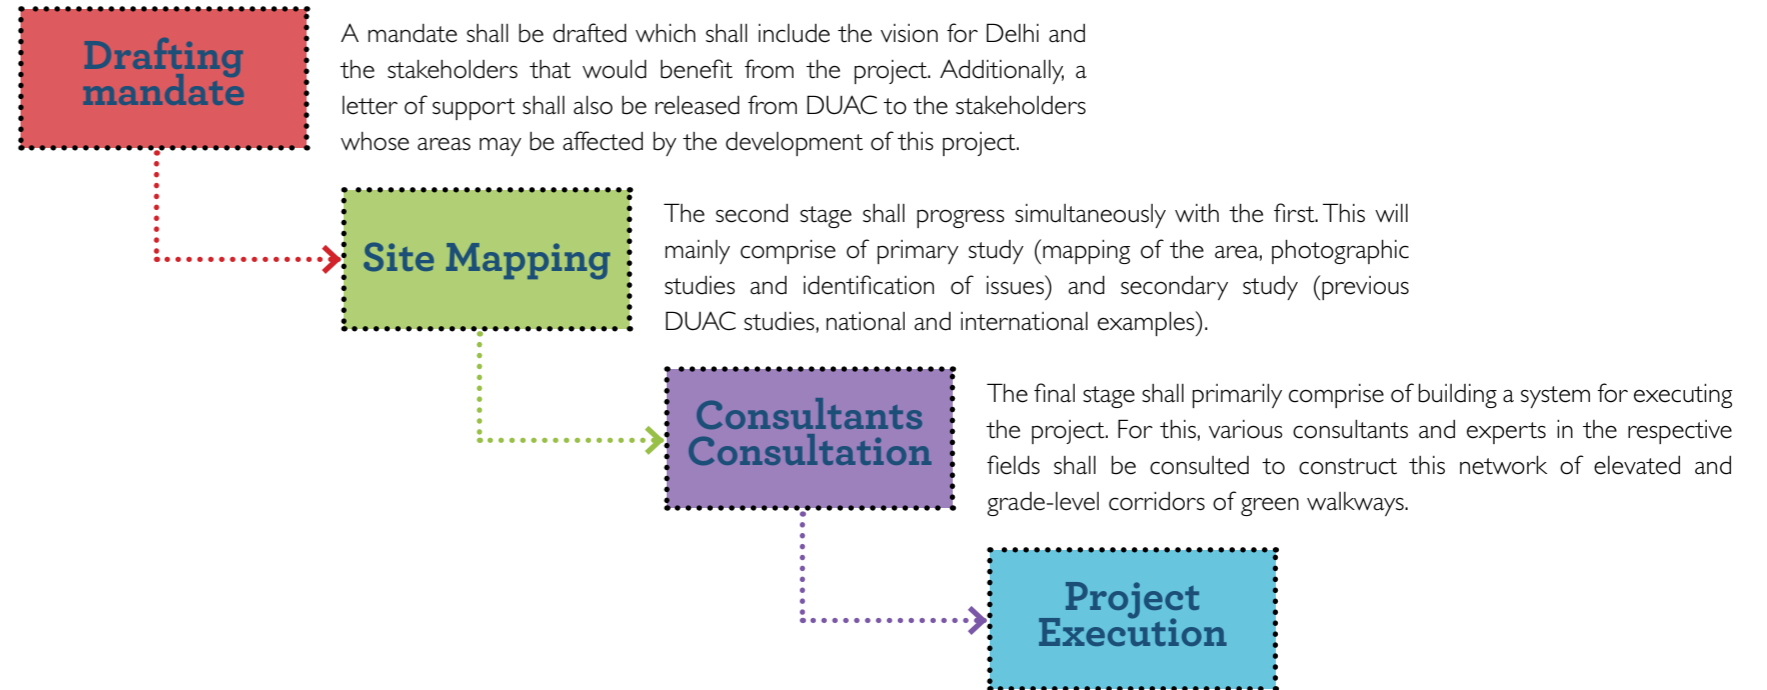 Drafting
mandate
A mandate shall be drafted which shall include the vision for Delhi and
the stakeholders that would benefit from the project. Additionally, a
letter of support shall also be released from DUAC to the stakeholders
whose areas may be affected by the development of this project.
Site Mapping
The second stage shall progress simultaneously with the first. This will
mainly comprise of primary study (mapping of the area, photographic
studies and identification of issues) and secondary study (previous
DUAC studies, national and international examples).
Consultants
Consultation
The final stage shall primarily comprise of building a system for executing
the project. For this, various consultants and experts in the respective
fields shall be consulted to construct this network of elevated and
grade-level corridors of green walkways.
Project
Execution